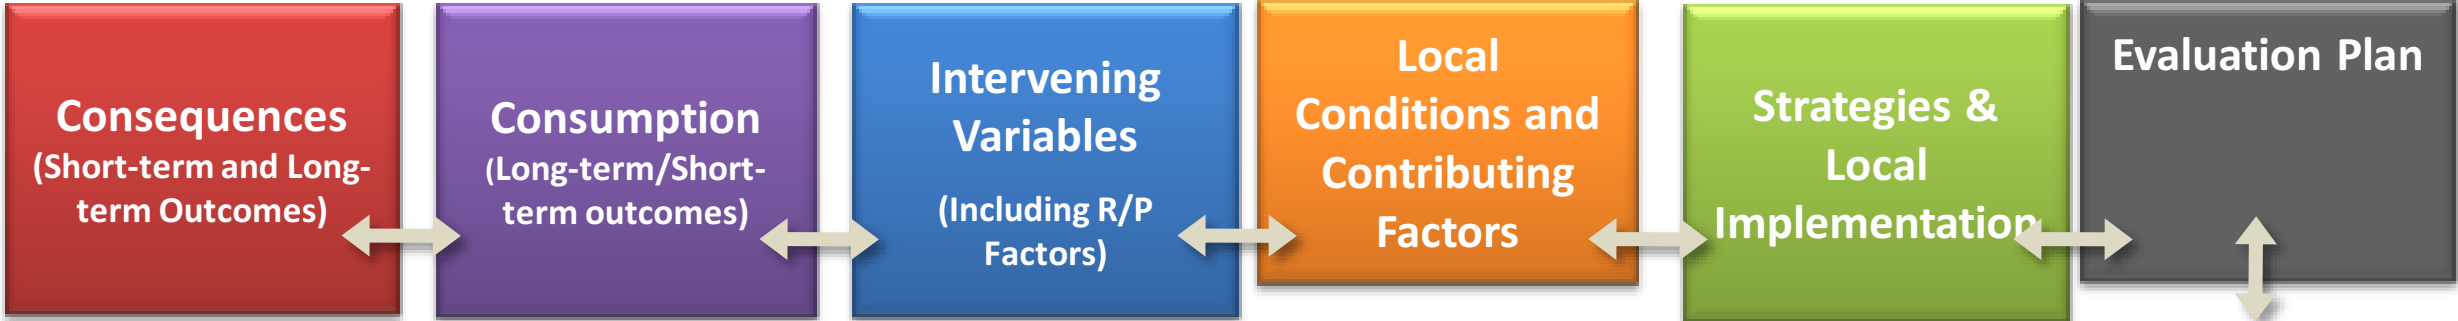 Consequences
(Short-term and Long-
term Outcomes)
Consumption
(Long-term/Short-
term outcomes)
Intervening
Variables
(Including R/P
Factors)
Local
Conditions and
Contributing
Factors
Strategies &
Local
Implementation
Evaluation Plan